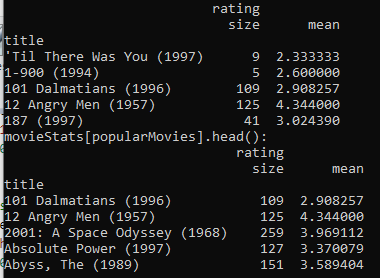 rating
size mean
title
'Til There Was You (1997) 9 2.333333
1-900 (1994) 5 2.600000
101 Dalmatians (1996) 109 2.908257
12 Angry Men (1957) 125 4.344000
187 (1997) 41 3.024390
movieStats[popularMovies].head():
rating
size mean
title
101 Dalmatians (1996) 109 2.908257
12 Angry Men (1957) 125 4.344000
2001: A Space Odyssey (1968) 259 3.969112
Absolute Power (1997) 127 3.370079
Abyss, The (1989) 151 3.589404